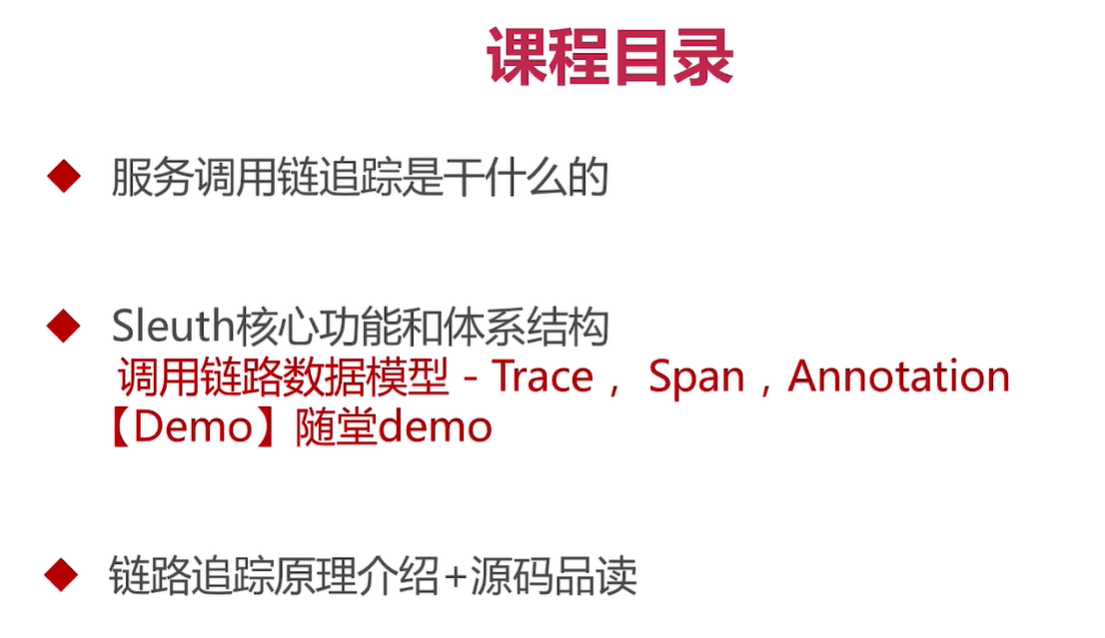 课程目录
服务调用链追踪是干什么的
Sleuth核心功能和体系结构
调用链路数据模型 - Trace， Span，Annotation
【Demo】随堂demo
链路追踪原理介绍+源码品读